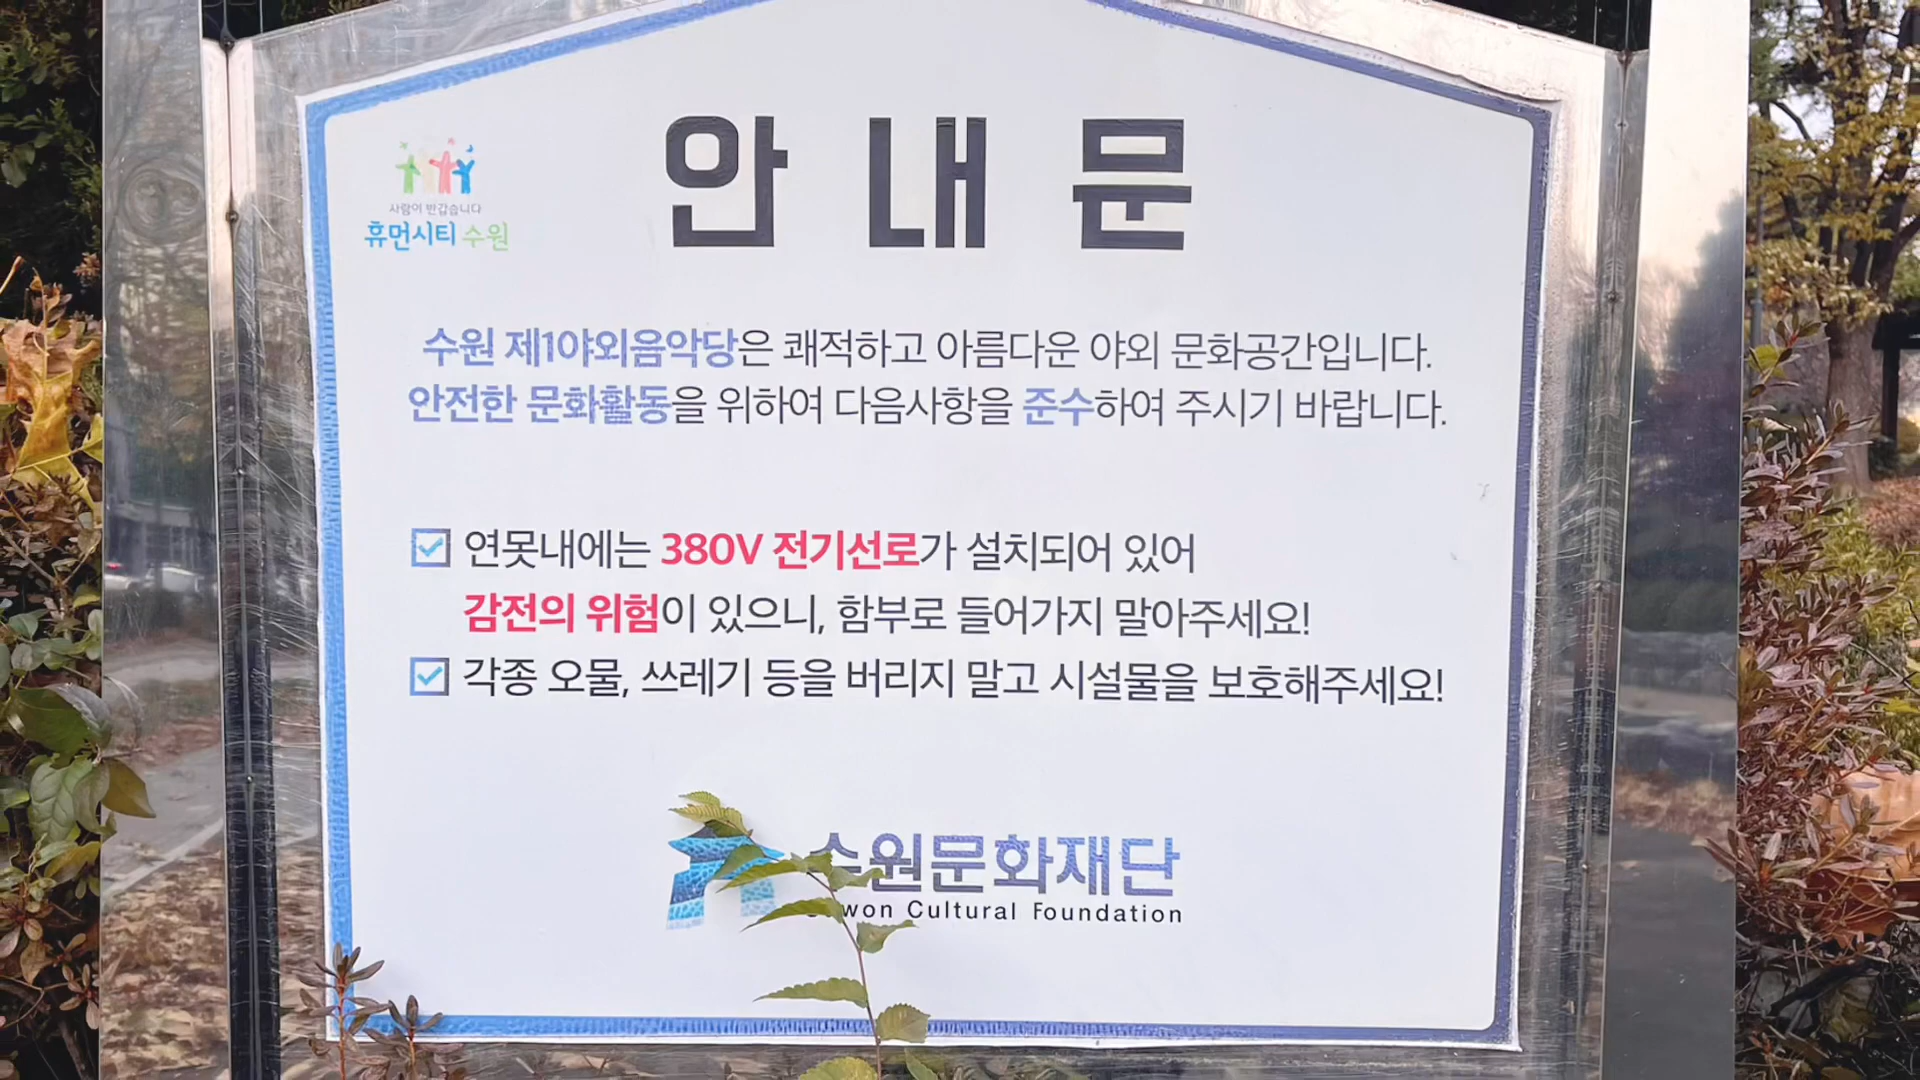 안내문
사람이 반갑습니다
휴먼시티 수원
수원 제1야외음악당은 쾌적하고 아름다운 야외 문화공간입니다.
안전한 문화활동을 위하여 다음사항을 준수하여 주시기 바랍니다.
연못내에는 380V 전기선로가 설치되어 있어
감전의 위험이 있으니, 함부로 들어가지 말아주세요!
각종 오물, 쓰레기 등을 버리지 말고 시설물을 보호해주세요!
수원문화재단
Cultural Foundation